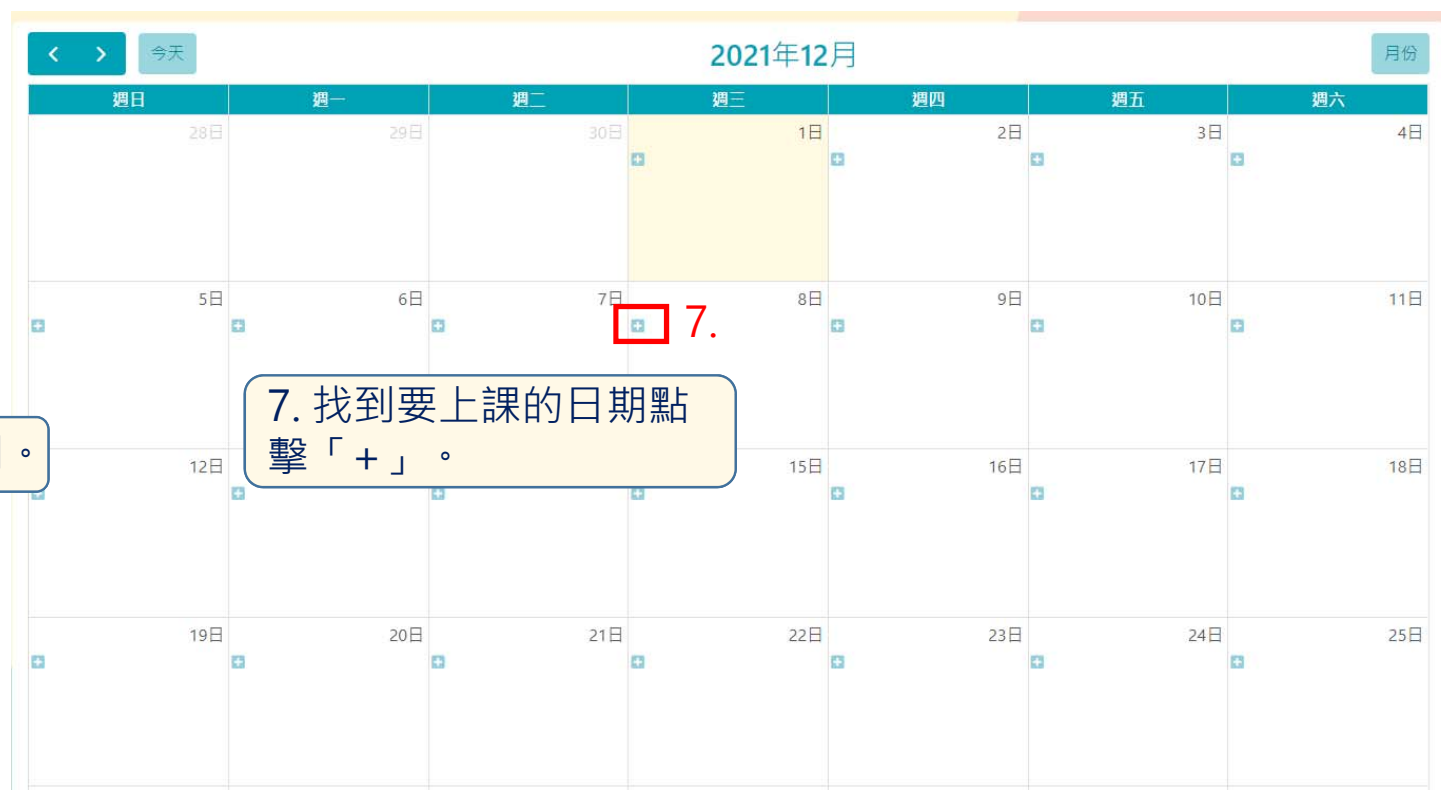 今天
2021年12月
月份
週日 週一 週二 週三 週四 週五 週六
28日 29日 30日 1日 2日 3日 4日
5日 6日 7日 8日 9日 10日 11日
7.
7. 找到要上課的日期點
擊「+」。
。
12日 15日 16日 17日 18日
19日 20日 21日 22日 23日 24日 25日